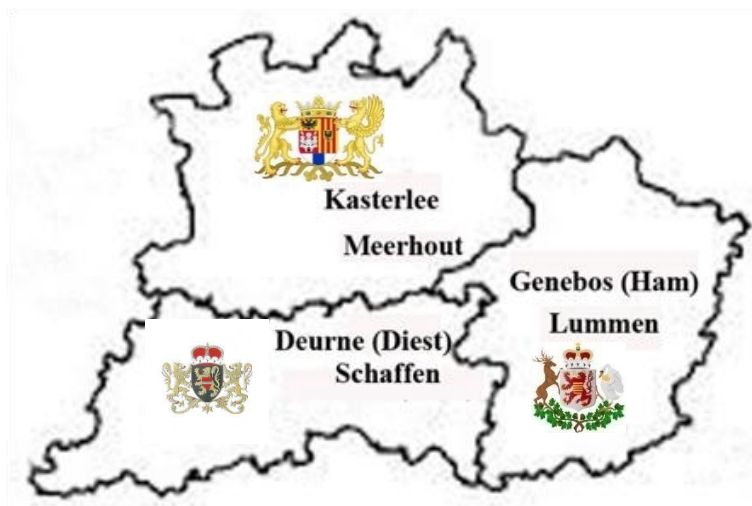 Kasterlee
Meerhout
Genebos (Ham)
Lummen
Deurne (Diest)
Schaffen